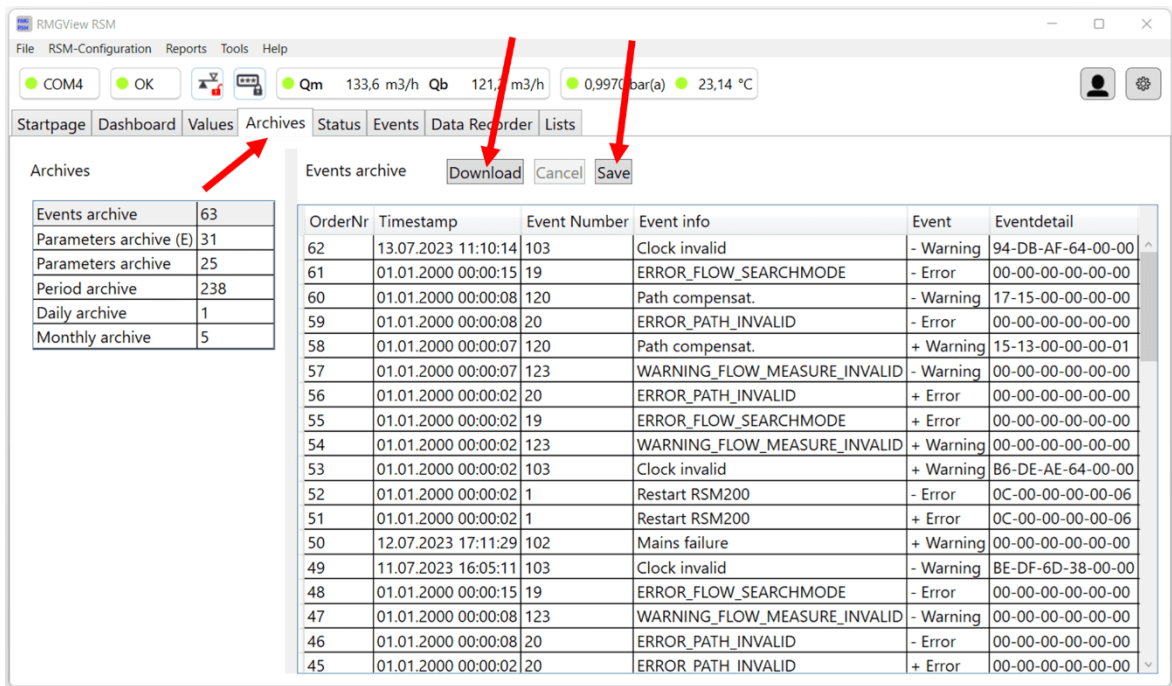 RMG RSM RMGView RSM
File RSM-Configuration Reports Tools Help
COM4 OK Qm 133,6 m3/h Qb 121, m3/h 0,9970 bar(a) 23,14 °C
Startpage Dashboard Values Archives Status Events Data Recorder Lists
Archives
Events archive 63
Parameters archive (E) 31
Parameters archive 25
Period archive 238
Daily archive 1
Monthly archive 5
Events archive Download Cancel Save
OrderNr Timestamp Event Number Event info Event Eventdetail
62 13.07.2023 11:10:14 103 Clock invalid - Warning 94-DB-AF-64-00-00
61 01.01.2000 00:00:15 19 ERROR_FLOW_SEARCHMODE - Error 00-00-00-00-00-00
60 01.01.2000 00:00:08 120 Path compensat. - Warning 17-15-00-00-00-00
59 01.01.2000 00:00:08 20 ERROR_PATH_INVALID - Error 00-00-00-00-00-00
58 01.01.2000 00:00:07 120 Path compensat. + Warning 15-13-00-00-00-01
57 01.01.2000 00:00:07 123 WARNING_FLOW_MEASURE_INVALID - Warning 00-00-00-00-00-00
56 01.01.2000 00:00:02 20 ERROR_PATH_INVALID + Error 00-00-00-00-00-00
55 01.01.2000 00:00:02 19 ERROR_FLOW_SEARCHMODE + Error 00-00-00-00-00-00
54 01.01.2000 00:00:02 123 WARNING_FLOW_MEASURE_INVALID + Warning 00-00-00-00-00-00
53 01.01.2000 00:00:02 103 Clock invalid + Warning B6-DE-AE-64-00-00
52 01.01.2000 00:00:02 1 Restart RSM200 - Error 0C-00-00-00-00-06
51 01.01.2000 00:00:02 1 Restart RSM200 + Error 0C-00-00-00-00-06
50 12.07.2023 17:11:29 102 Mains failure + Warning 00-00-00-00-00-00
49 11.07.2023 16:05:11 103 Clock invalid - Warning BE-DF-6D-38-00-00
48 01.01.2000 00:00:15 19 ERROR_FLOW_SEARCHMODE - Error 00-00-00-00-00-00
47 01.01.2000 00:00:08 123 WARNING_FLOW_MEASURE_INVALID - Warning 00-00-00-00-00-00
46 01.01.2000 00:00:08 20 ERROR_PATH_INVALID - Error 00-00-00-00-00-00
45 01.01.2000 00:00:02 20 ERROR_PATH_INVALID + Error 00-00-00-00-00-00